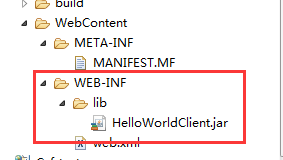 build
WebContent
META-INF
MANIFEST.MF
WEB-INF
lib
HelloWorldClient.jar
web.xml